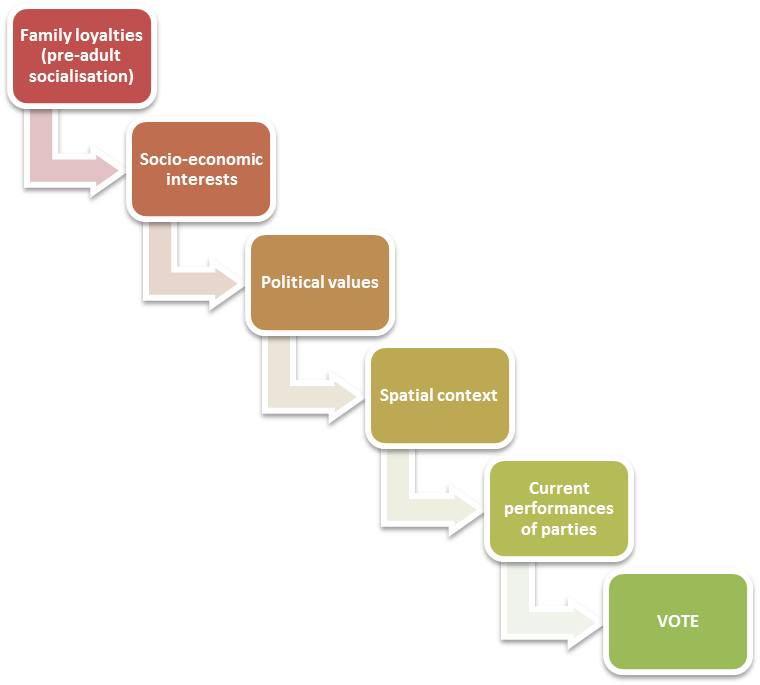 Family loyalties
(pre-adult
socialisation)
Socio-economic
interests
Political values
Spatial context
Current
performances
of parties
VOTE